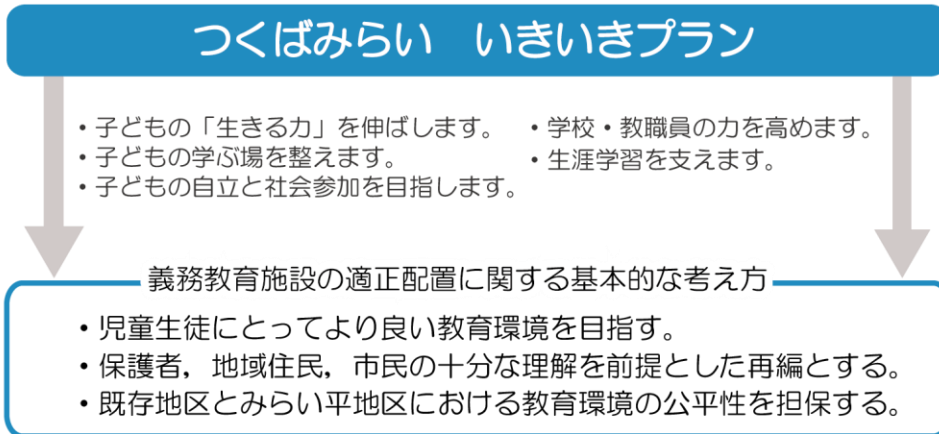 つくばみらい　いきいきプラン
・子どもの「生きる力」を伸ばします。
・子どもの学ぶ場を整えます。
・子どもの自立と社会参加を目指します。
・学校・教職員の力を高めます。
・生涯学習を支えます。
義務教育施設の適正配置に関する基本的な考え方
・児童生徒にとってより良い教育環境を目指す。
・保護者，地域住民，市民の十分な理解を前提とした再編とする。
・既存地区とみらい平地区における教育環境の公平性を担保する。